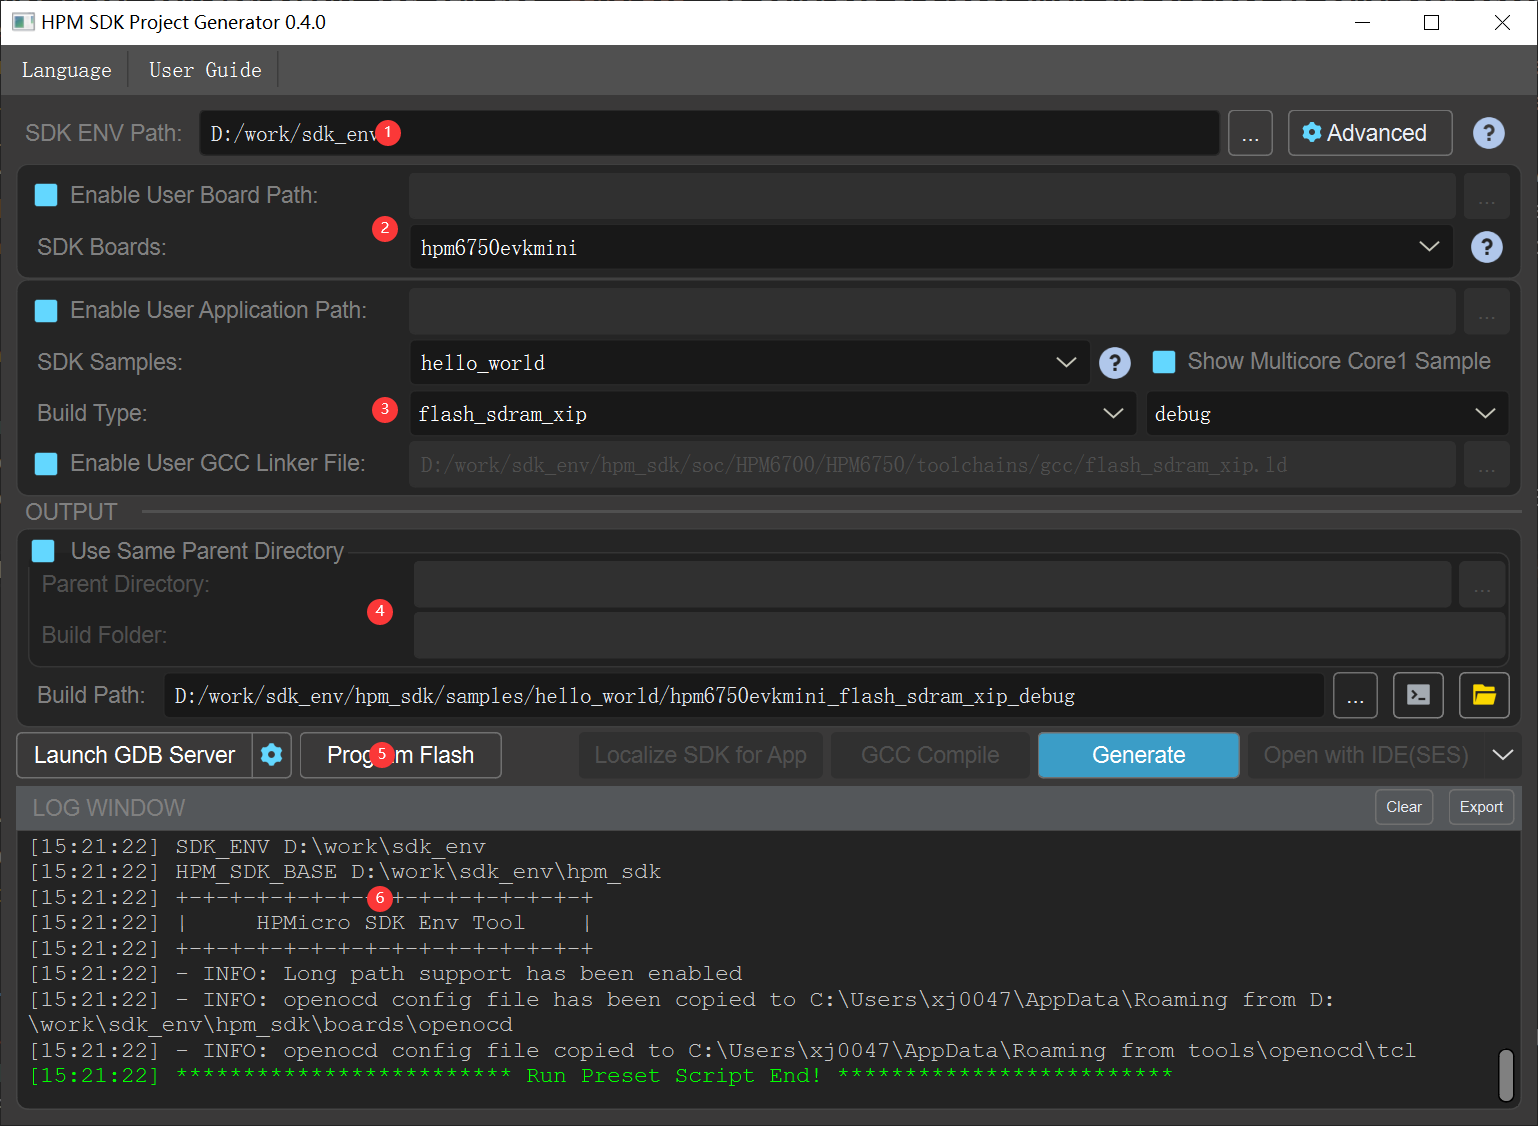 HPM SDK Project Generator 0.4.0
Language User Guide
SDK ENV Path: D:/work/sdk_env 1 ... Advanced ?
Enable User Board Path: ...
2
SDK Boards: hpm6750evkmini ?
Enable User Application Path: ...
SDK Samples: hello_world ? Show Multicore Core1 Sample
Build Type: 3 flash_sdram_xip debug
Enable User GCC Linker File: D:/work/sdk_env/hpm_sdk/soc/HPM6700/HPM6750/toolchains/gcc/flash_sdram_xip.ld ...
OUTPUT
Use Same Parent Directory
Parent Directory: ...
4
Build Folder:
Build Path: D:/work/sdk_env/hpm_sdk/samples/hello_world/hpm6750evkmini_flash_sdram_xip_debug ...
Launch GDB Server 5 Flash Localize SDK for App GCC Compile Generate Open with IDE(SES)
LOG WINDOW Clear Export
[15:21:22] SDK_ENV D:\work\sdk_env
[15:21:22] HPM_SDK_BASE D:\work\sdk_env\hpm_sdk
[15:21:22] +-+-+-+-+-+-+-+-6+-+-+-+-+-+-+-+
[15:21:22] | HPMicro SDK Env Tool |
[15:21:22] +-+-+-+-+-+-+-+-+-+-+-+-+-+-+-+
[15:21:22] - INFO: Long path support has been enabled
[15:21:22] - INFO: openocd config file has been copied to C:\Users\xj0047\AppData\Roaming from D:
\work\sdk_env\hpm_sdk\boards\openocd
[15:21:22] - INFO: openocd config file copied to C:\Users\xj0047\AppData\Roaming from tools\openocd\tcl
[15:21:22] ************************* Run Preset Script End! *************************